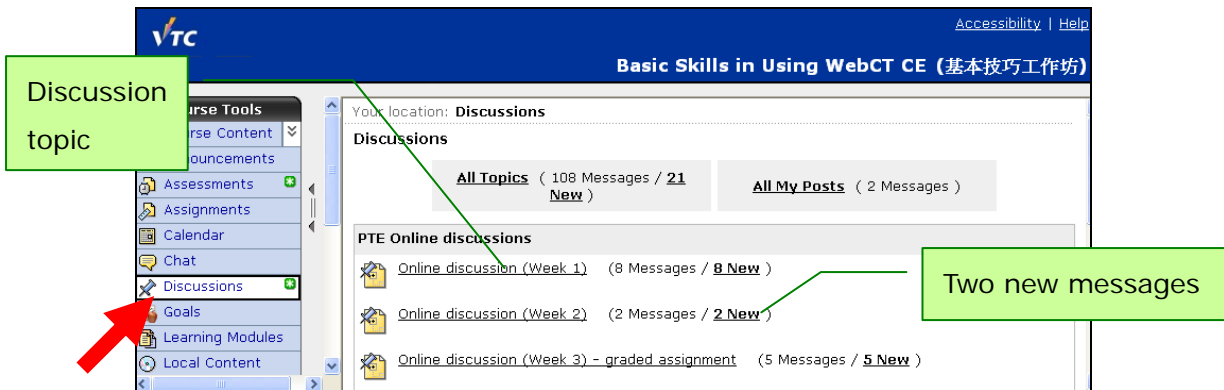 VTC
Accessibility | Help
Basic Skills in Using WebCT CE (基本技巧工作坊)
Discussion
topic
urse Tools
rse Content
ouncements
Assessments
Assignments
Calendar
Chat
Discussions
Goals
Learning Modules
Local Content
Your location: Discussions
Discussions
All Topics ( 108 Messages / 21
New )
All My Posts ( 2 Messages )
PTE Online discussions
Online discussion (Week 1) (8 Messages / 8 New )
Online discussion (Week 2) (2 Messages / 2 New )
Two new messages
Online discussion (Week 3) - graded assignment (5 Messages / 5 New )